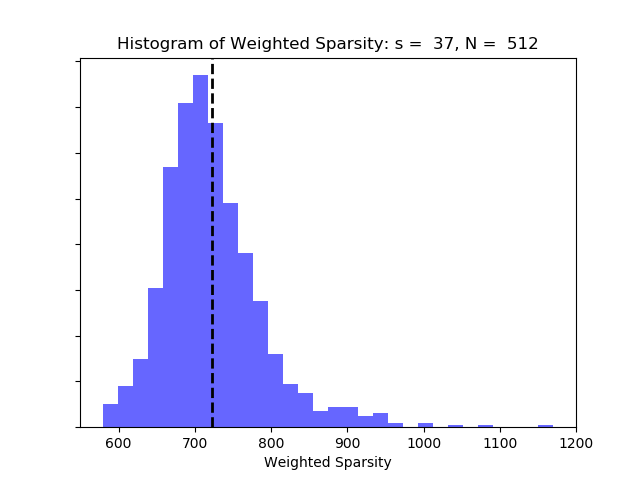 Histogram of Weighted Sparsity: s =  37, N =  512
600 700 800 900 1000 1100 1200
Weighted Sparsity